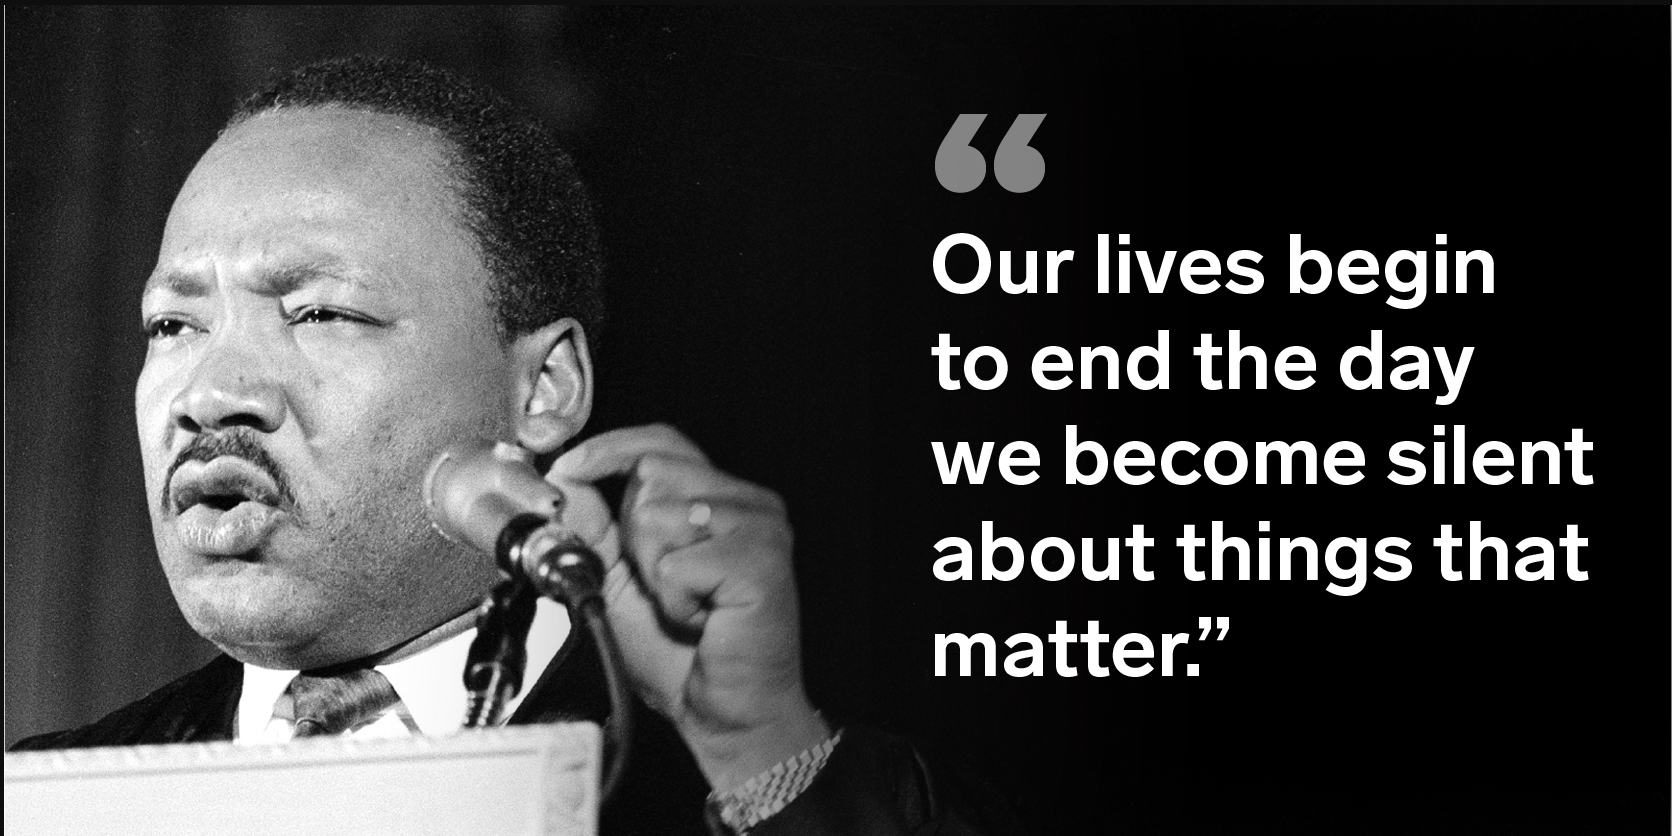 “
Our lives begin
to end the day
we become silent
about things that
matter.”